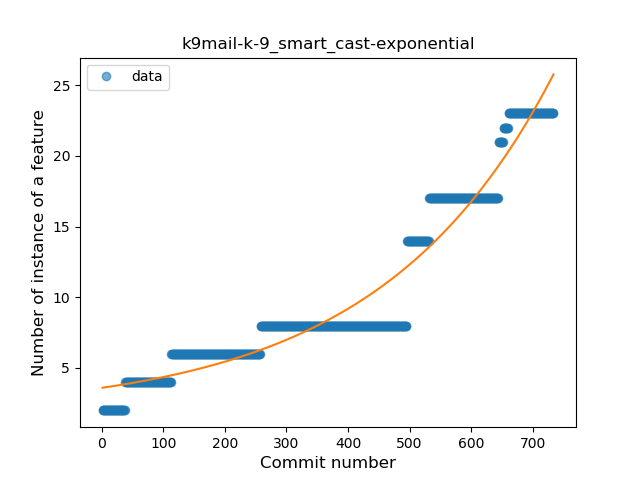 k9mail-k-9_smart_cast-exponential
data
Number of instance of a feature
25
20
15
10
5
0 100 200 300 400 500 600 700
Commit number